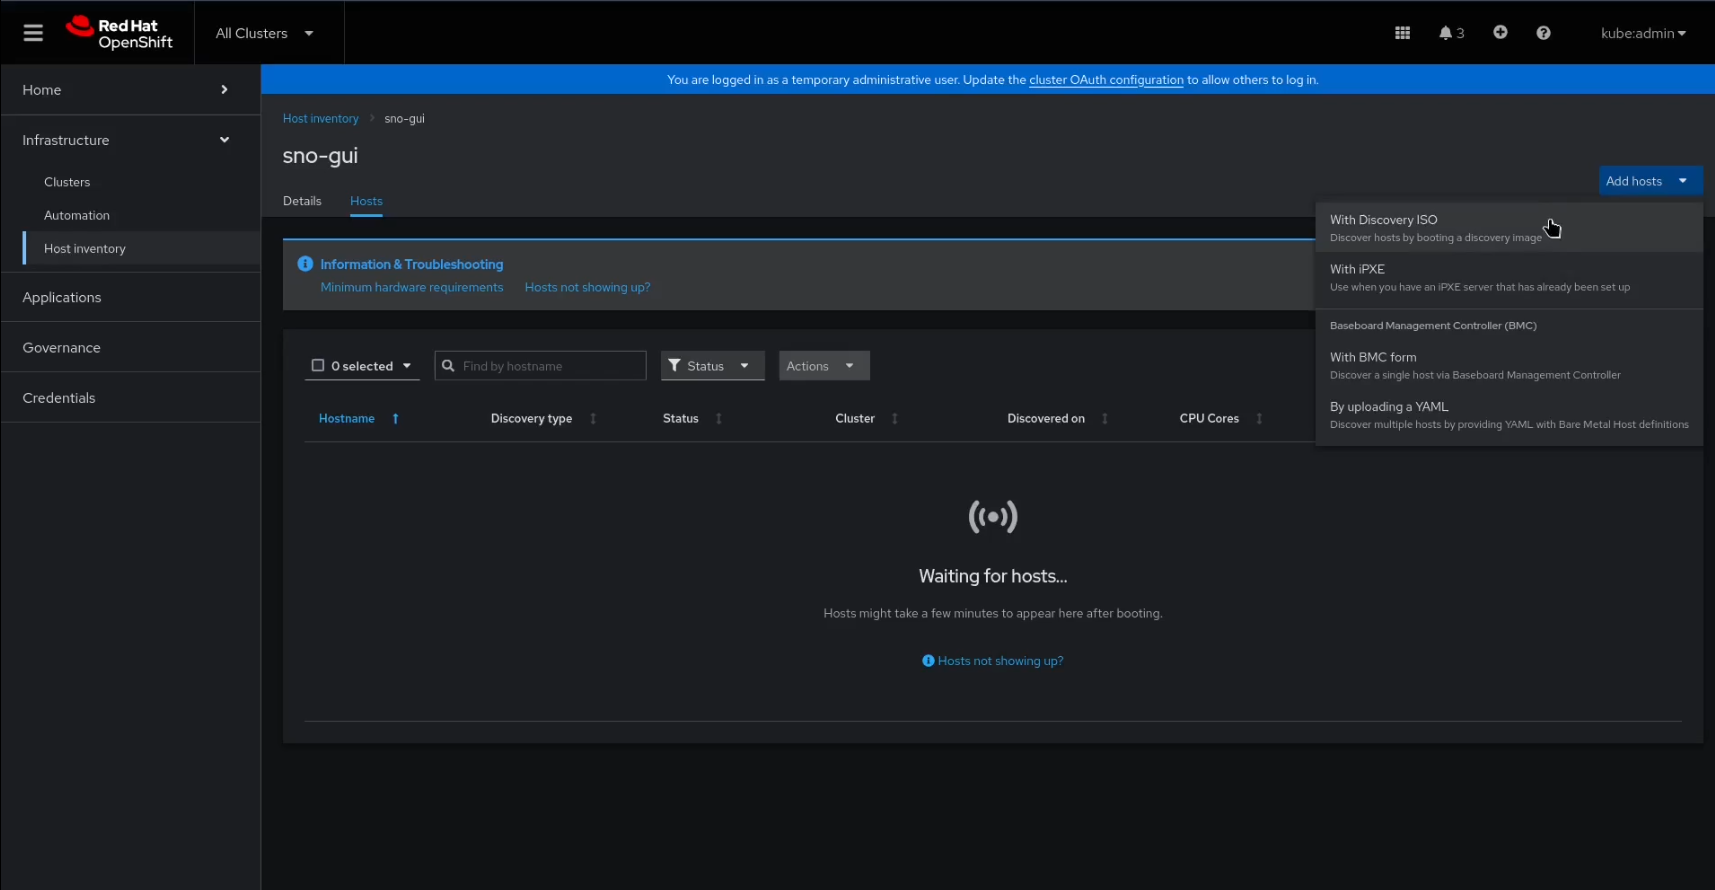 Red Hat
OpenShift
All Clusters
3
kube:admin
You are logged in as a temporary administrative user. Update the cluster OAuth configuration to allow others to log in.
Home
Infrastructure
Clusters
Automation
Host inventory
Applications
Governance
Credentials
Host inventory
sno-gui
sno-gui
Details
Hosts
Add hosts
With Discovery ISO
Discover hosts by booting a discovery image
With iPXE
Use when you have an iPXE server that has already been set up
Baseboard Management Controller (BMC)
With BMC form
Discover a single host via Baseboard Management Controller
By uploading a YAML
Discover multiple hosts by providing YAML with Bare Metal Host definitions
Information & Troubleshooting
Minimum hardware requirements
Hosts not showing up?
0 selected
Find by hostname
Status
Actions
Hostname
Discovery type
Status
Cluster
Discovered on
CPU Cores
Waiting for hosts...
Hosts might take a few minutes to appear here after booting.
Hosts not showing up?